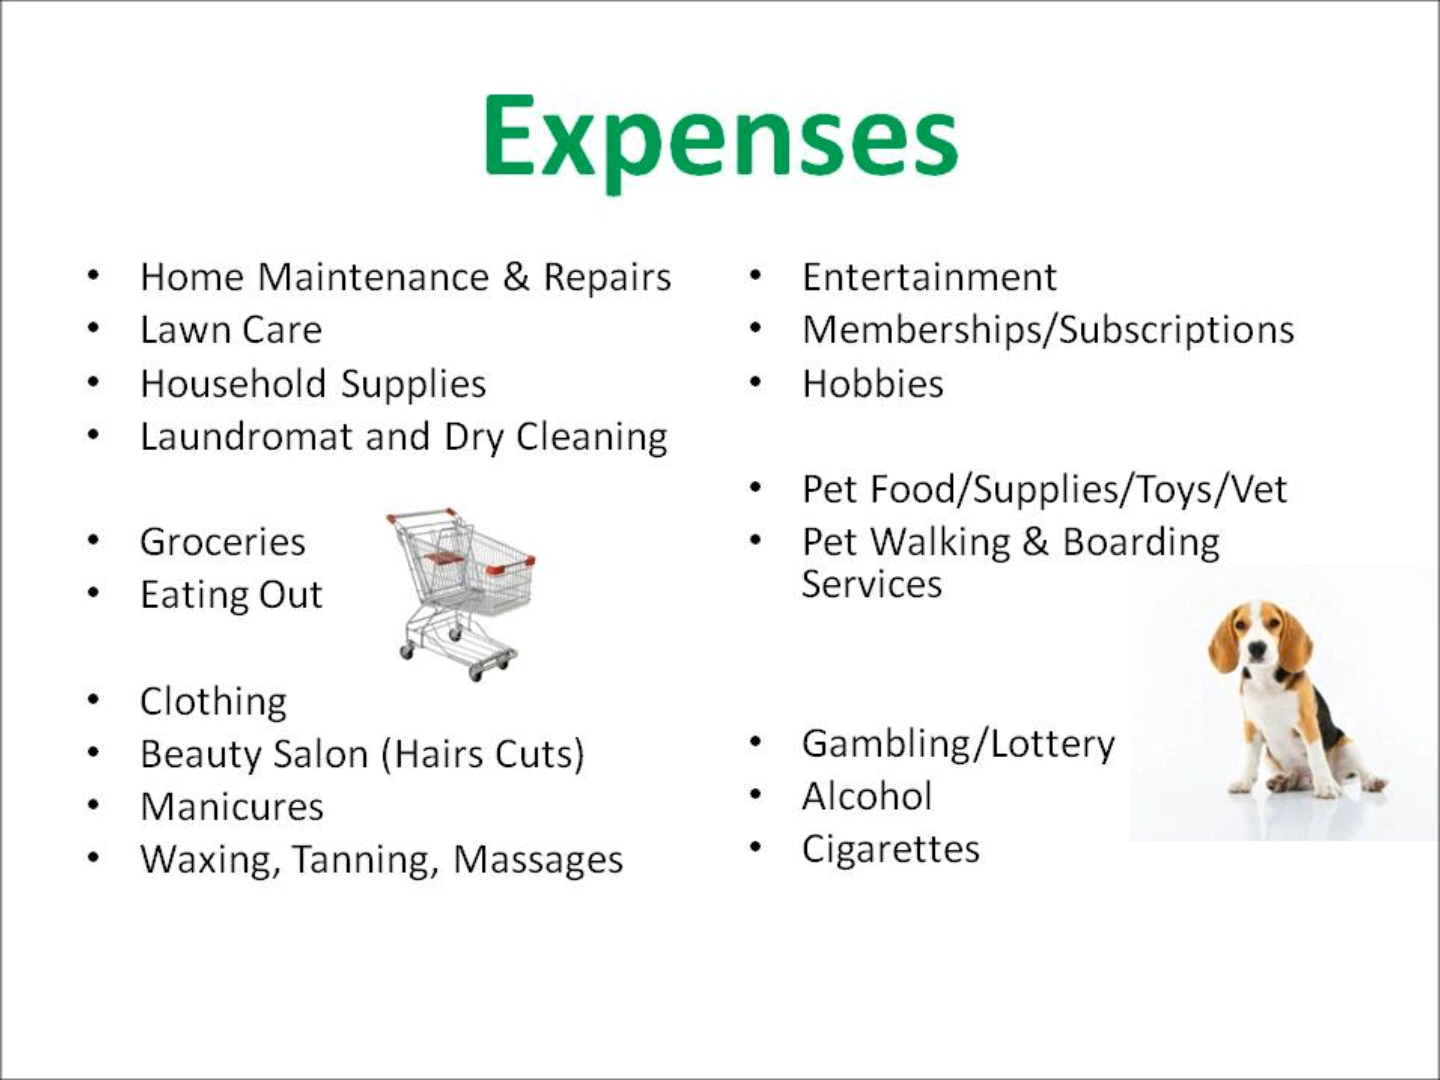 Expenses
• Home Maintenance & Repairs
• Lawn Care
• Household Supplies
• Laundromat and Dry Cleaning
• Groceries
• Eating Out
• Clothing
• Beauty Salon (Hairs Cuts)
• Manicures
• Waxing, Tanning, Massages
• Entertainment
• Memberships/Subscriptions
• Hobbies
• Pet Food/Supplies/Toys/Vet
• Pet Walking & Boarding
Services
• Gambling/Lottery
• Alcohol
• Cigarettes